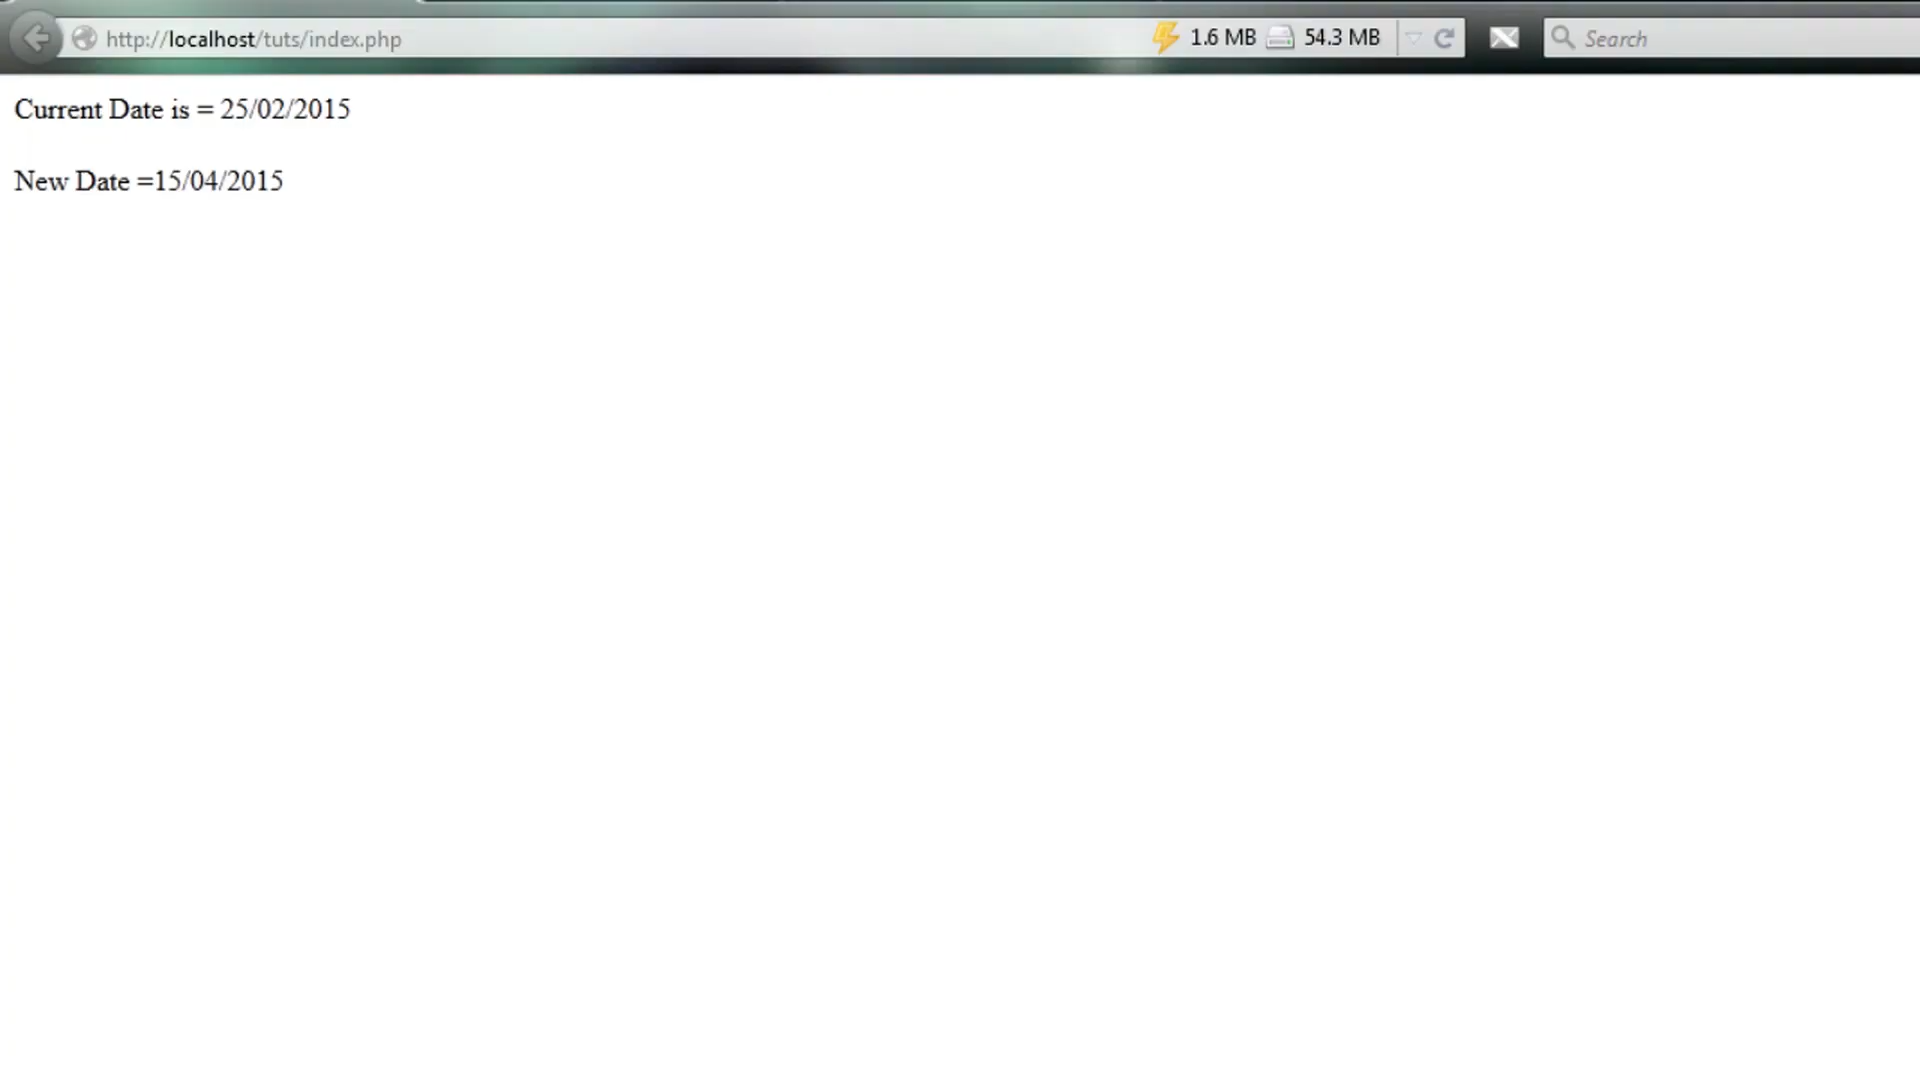 http://localhost/tuts/index.php 1.6 MB 54.3 MB Search
Current Date is = 25/02/2015
New Date =15/04/2015